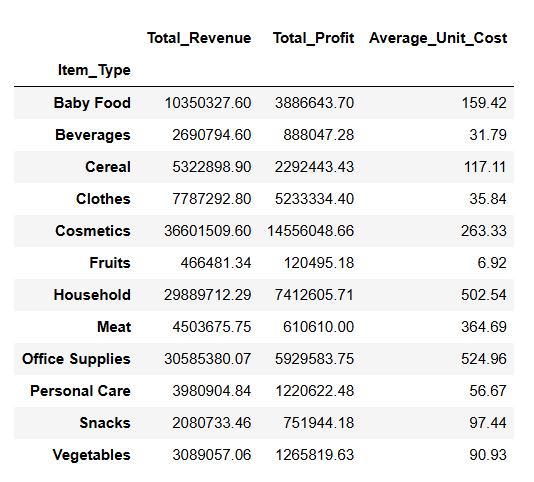 Total_Revenue Total_Profit Average_Unit_Cost
Item_Type
Baby Food 10350327.60 3886643.70 159.42
Beverages 2690794.60 888047.28 31.79
Cereal 5322898.90 2292443.43 117.11
Clothes 7787292.80 5233334.40 35.84
Cosmetics 36601509.60 14556048.66 263.33
Fruits 466481.34 120495.18 6.92
Household 29889712.29 7412605.71 502.54
Meat 4503675.75 610610.00 364.69
Office Supplies 30585380.07 5929583.75 524.96
Personal Care 3980904.84 1220622.48 56.67
Snacks 2080733.46 751944.18 97.44
Vegetables 3089057.06 1265819.63 90.93